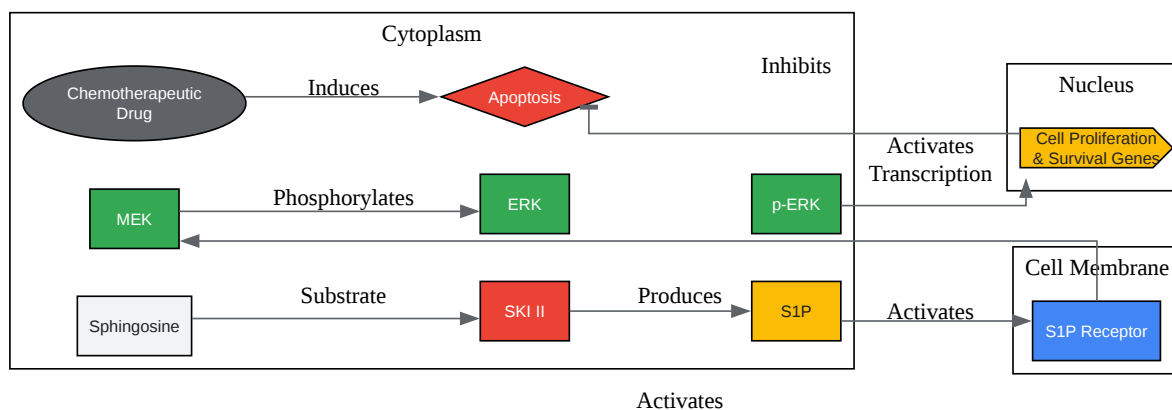 Cytoplasm
Inhibits
Nucleus
Chemotherapeutic
Drug
Induces
Apoptosis
Cell Proliferation
& Survival Genes
Activates
Transcription
MEK
Phosphorylates
ERK
p-ERK
Cell Membrane
Sphingosine
Substrate
SKI II
Produces
S1P
Activates
S1P Receptor
Activates